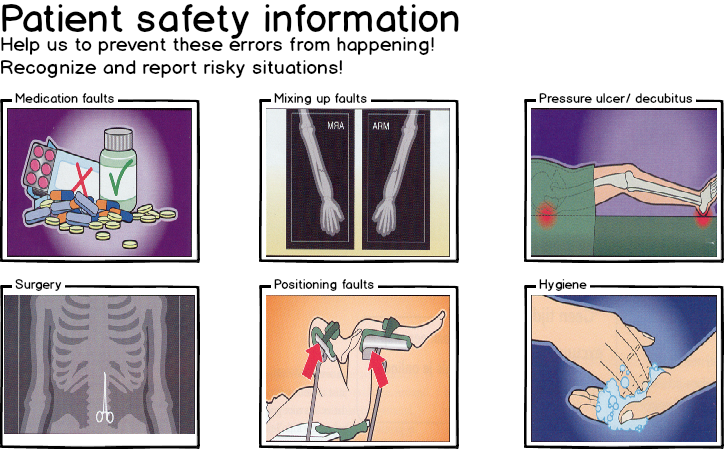 Patient safety information
Help us to prevent these errors from happening!
Recognize and report risky situations!
Medication faults
Mixing up faults
Pressure ulcer/ decubitus
MRA
ARM
Surgery
Positioning faults
Hygiene